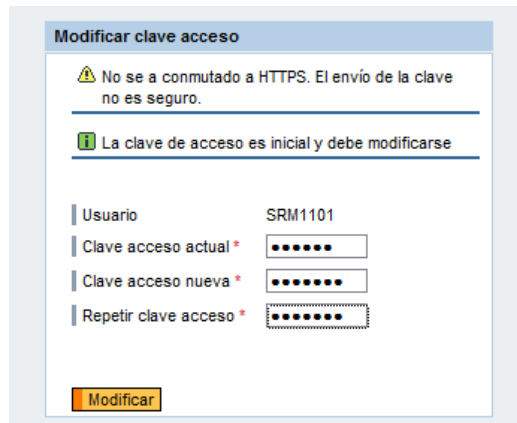 Modificar clave acceso
No se a conmutado a HTTPS. El envío de la clave
no es seguro.
La clave de acceso es inicial y debe modificarse
Usuario SRM1101
Clave acceso actual * ●●●●●●
Clave acceso nueva * ●●●●●●●
Repetir clave acceso * ●●●●●●●
Modificar